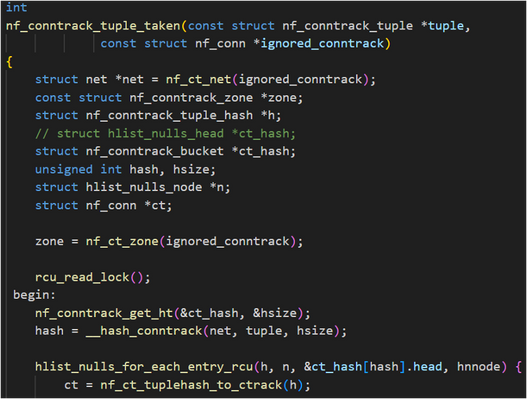 int
nf_conntrack_tuple_taken(const struct nf_conntrack_tuple *tuple,
const struct nf_conn *ignored_conntrack)
{
struct net *net = nf_ct_net(ignored_conntrack);
const struct nf_conntrack_zone *zone;
struct nf_conntrack_tuple_hash *h;
// struct hlist_nulls_head *ct_hash;
struct nf_conntrack_bucket *ct_hash;
unsigned int hash, hsize;
struct hlist_nulls_node *n;
struct nf_conn *ct;
zone = nf_ct_zone(ignored_conntrack);
rcu_read_lock();
begin:
nf_conntrack_get_ht(&ct_hash, &hsize);
hash = __hash_conntrack(net, tuple, hsize);
hlist_nulls_for_each_entry_rcu(h, n, &ct_hash[hash].head, hnnode) {
ct = nf_ct_tuplehash_to_ctrack(h);